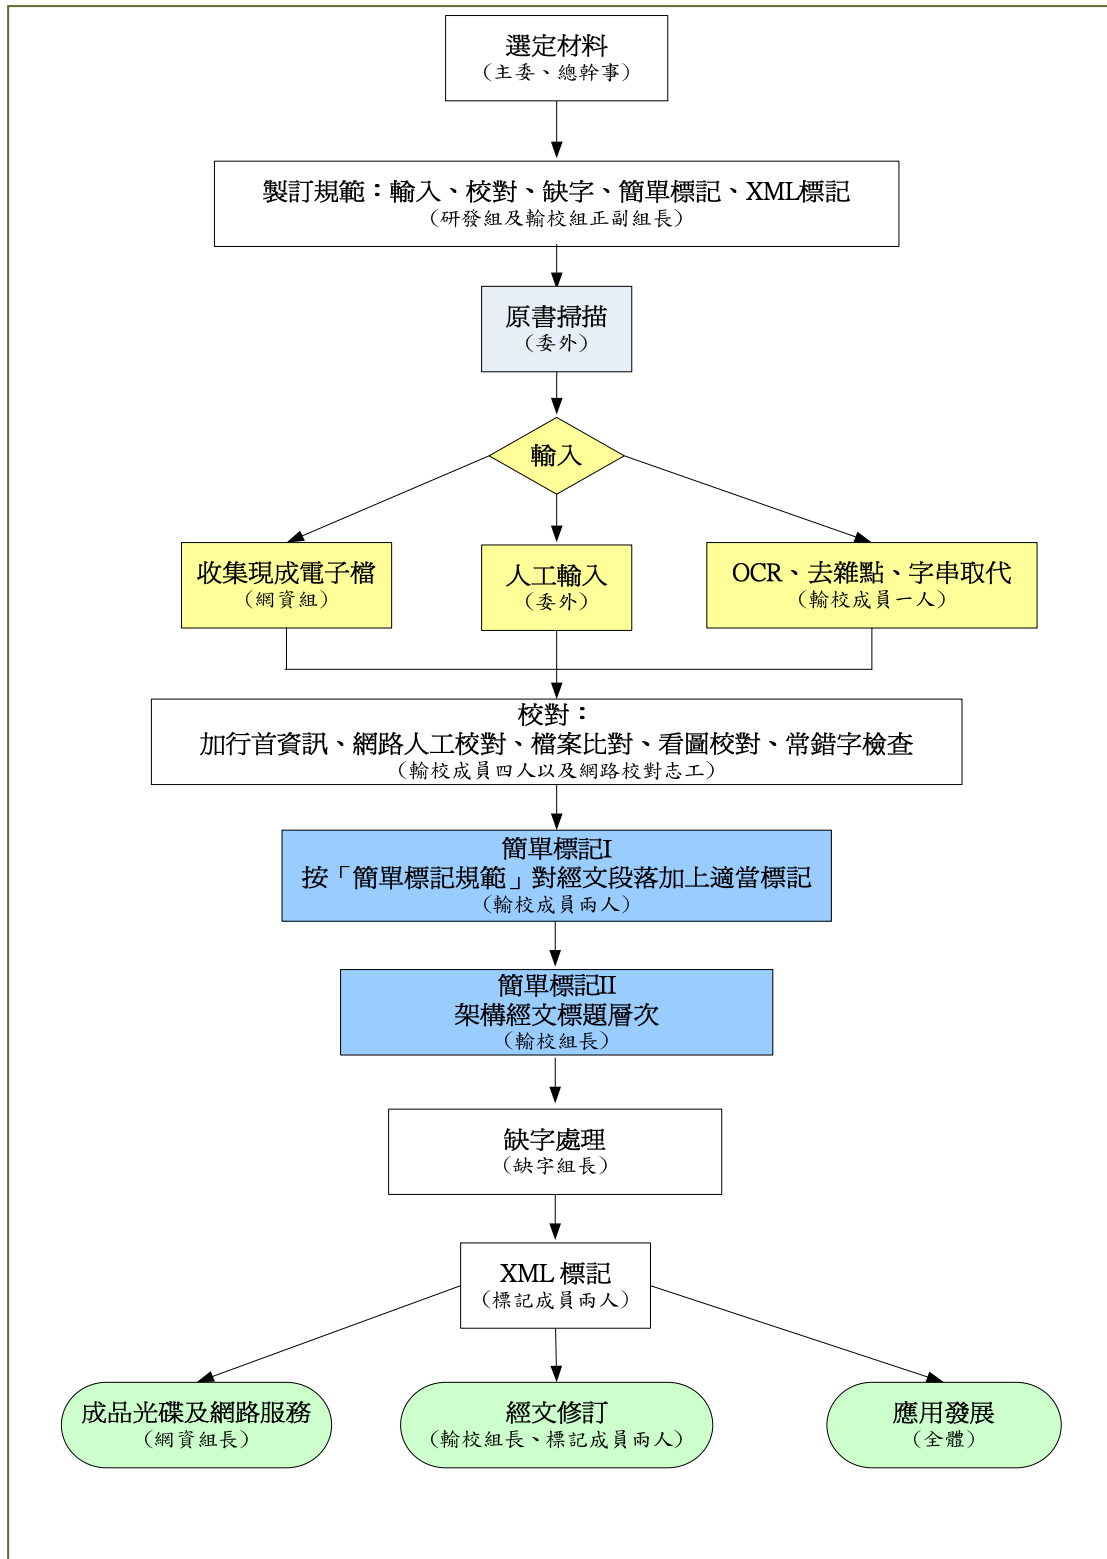 選定材料
（主委、總幹事）
製訂規範：輸入、校對、缺字、簡單標記、XML標記
（研發組及輸校組正副組長）
原書掃描
（委外）
輸入
收集現成電子檔
（網資組）
人工輸入
（委外）
OCR、去雜點、字串取代
（輸校成員一人）
校對：
加行首資訊、網路人工校對、檔案比對、看圖校對、常錯字檢查
（輸校成員四人以及網路校對志工）
簡單標記I
按「簡單標記規範」對經文段落加上適當標記
（輸校成員兩人）
簡單標記II
架構經文標題層次
（輸校組長）
缺字處理
（缺字組長）
XML 標記
（標記成員兩人）
成品光碟及網路服務
（網資組長）
經文修訂
（輸校組長、標記成員兩人）
應用發展
（全體）